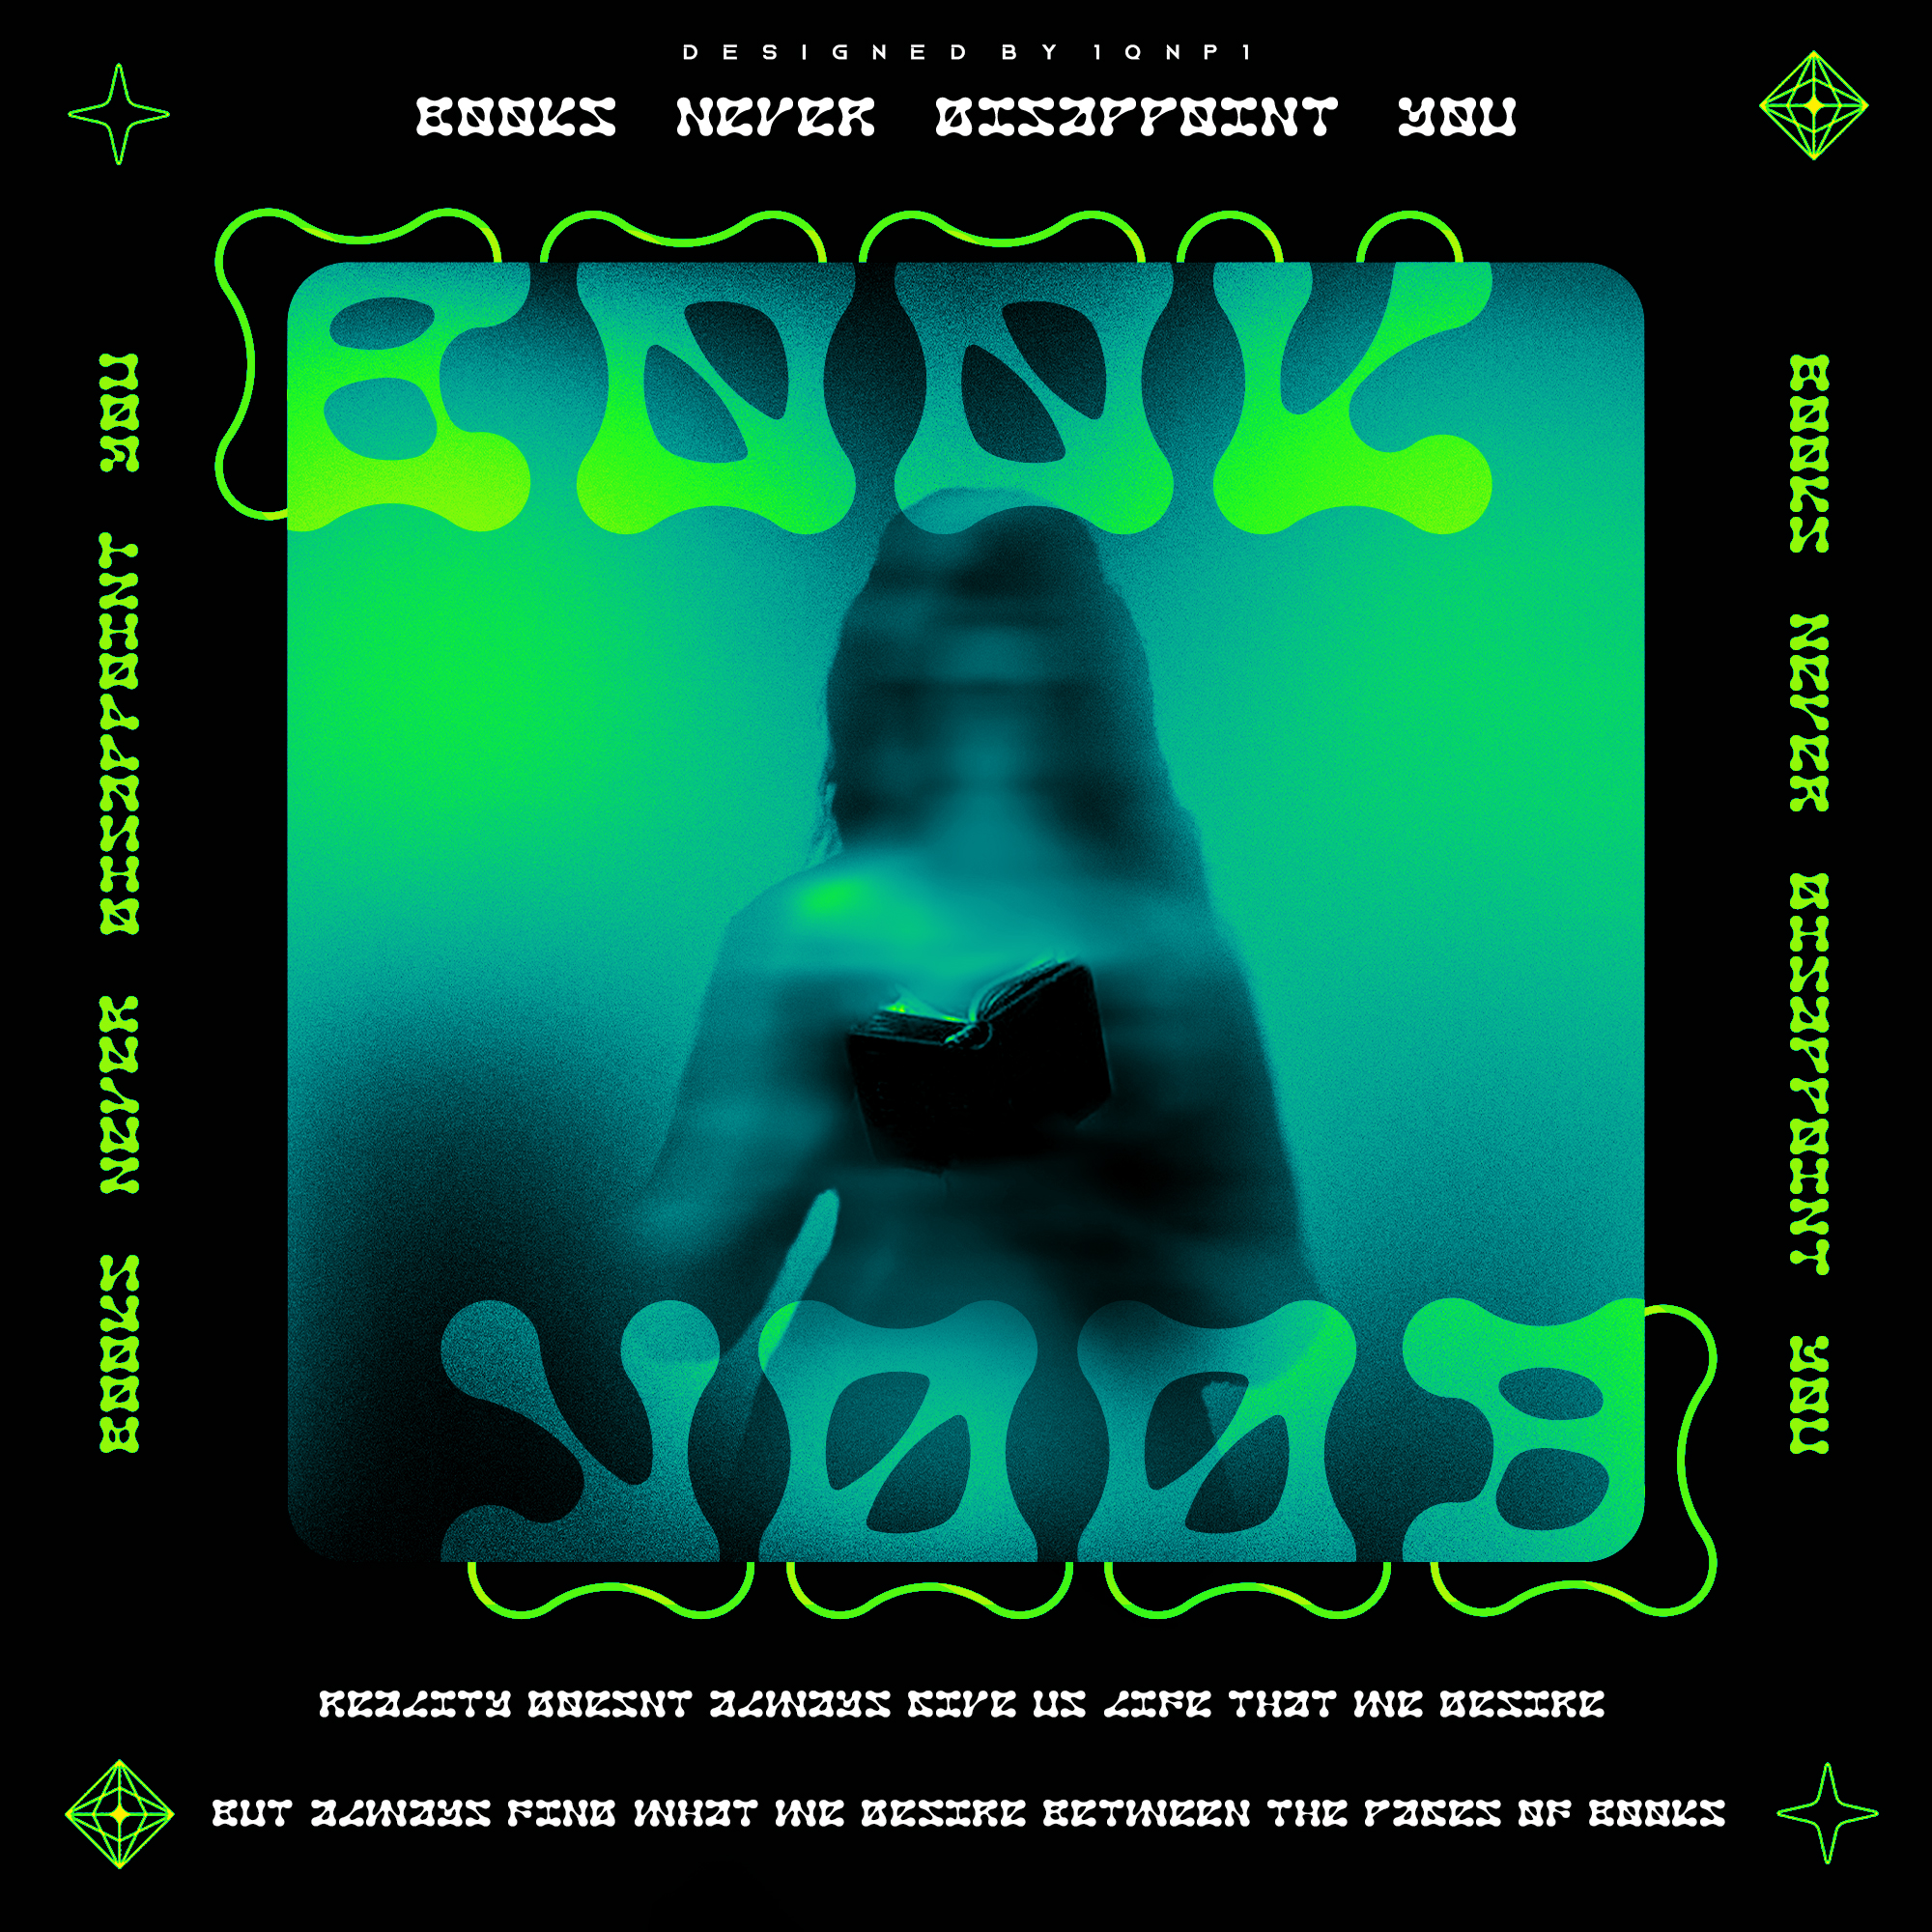 DESIGNED BY 1QNP1
BOOKS NEVER DISAPPOINT YOU
BOOK
BOOKS NEVER DISAPPOINT YOU
BOOKS NEVER DISAPPOINT YOU
BOOK
REALITY DOESNT ALWAYS GIVE US LIFE THAT WE DESIRE
BUT ALWAYS FIND WHAT WE DESIRE BETWEEN THE PAGES OF BOOKS